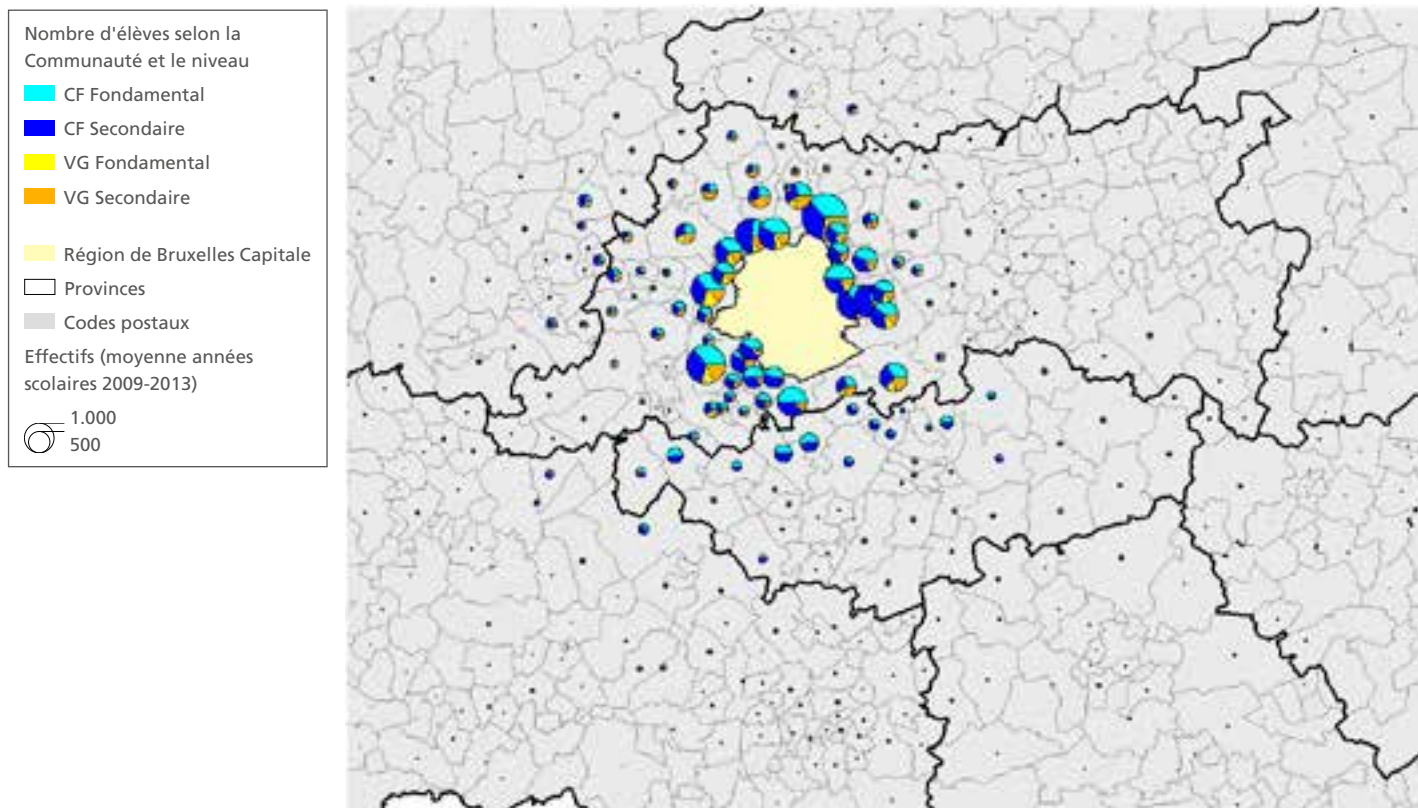 Nombre d'élèves selon la
Communauté et le niveau
CF Fondamental
CF Secondaire
VG Fondamental
VG Secondaire
Région de Bruxelles Capitale
Provinces
Codes postaux
Effectifs (moyenne années
scolaires 2009-2013)
1.000
500